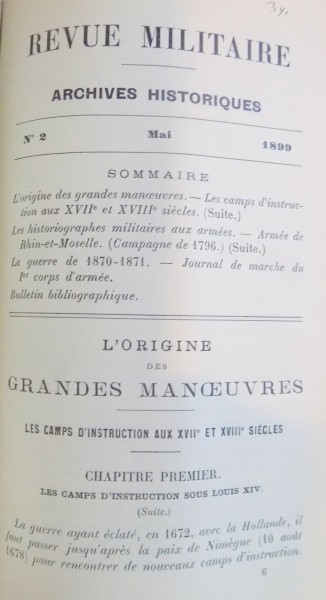 REVUE MILITAIRE
ARCHIVES HISTORIQUES
N° 2 Mai 1899
SOMMAIRE
L'origine des grandes manœuvres. — Les camps d'instruc-
tion aux XVIIe et XVIIIe siècles. (Suite.)
Les historiographes militaires aux armées. — Armée de
Rhin-et-Moselle. (Campagne de 1796.) (Suite.)
La guerre de 1870-1871. — Journal de marche du
Ier corps d'armée.
Bulletin bibliographique.
L'ORIGINE
DES
GRANDES MANŒUVRES
LES CAMPS D'INSTRUCTION AUX XVIIe ET XVIIIe SIÈCLES
CHAPITRE PREMIER.
LES CAMPS D'INSTRUCTION SOUS LOUIS XIV.
(Suite.)
La guerre ayant éclaté, en 1672, avec la Hollande, il
faut passer jusqu'après la paix de Nimègue (10 août
1678) pour rencontrer de nouveaux camps d'instruction.
6